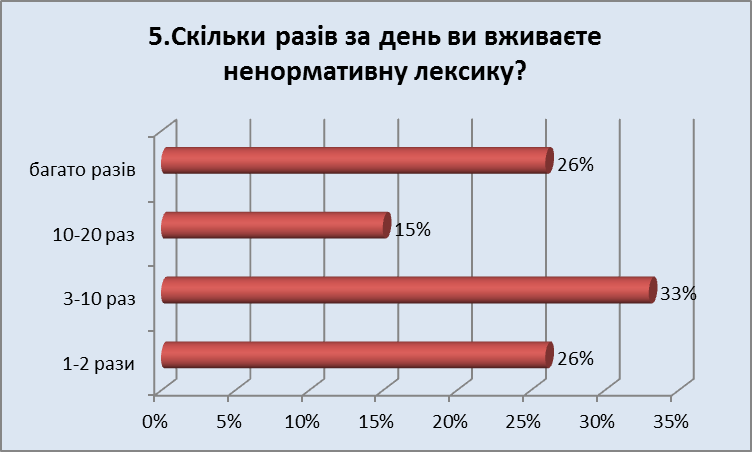 5.Скільки разів за день ви вживаєте
ненормативну лексику?
багато разів
26%
10-20 раз
15%
3-10 раз
33%
1-2 рази
26%
0% 5% 10% 15% 20% 25% 30% 35%